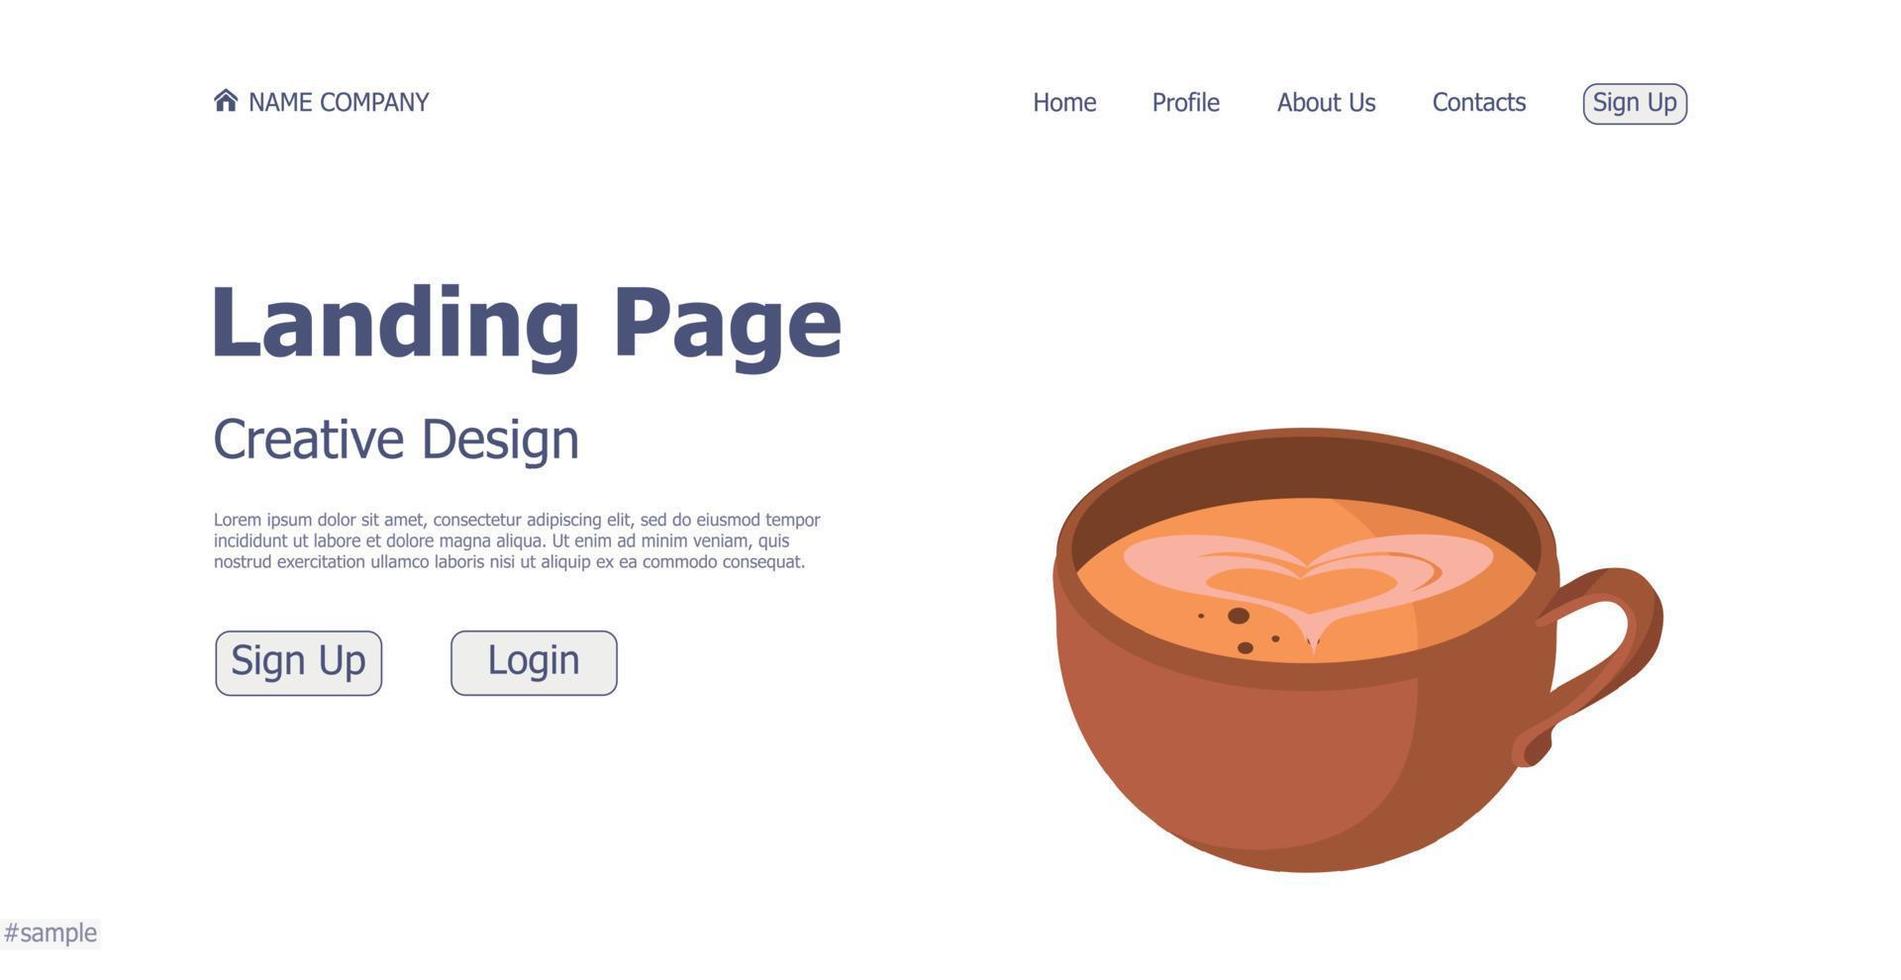 NAME COMPANY
Home Profile About Us Contacts Sign Up
Landing Page
Creative Design
Lorem ipsum dolor sit amet, consectetur adipiscing elit, sed do eiusmod tempor
incididunt ut labore et dolore magna aliqua. Ut enim ad minim veniam, quis
nostrud exercitation ullamco laboris nisi ut aliquip ex ea commodo consequat.
Sign Up Login
#sample